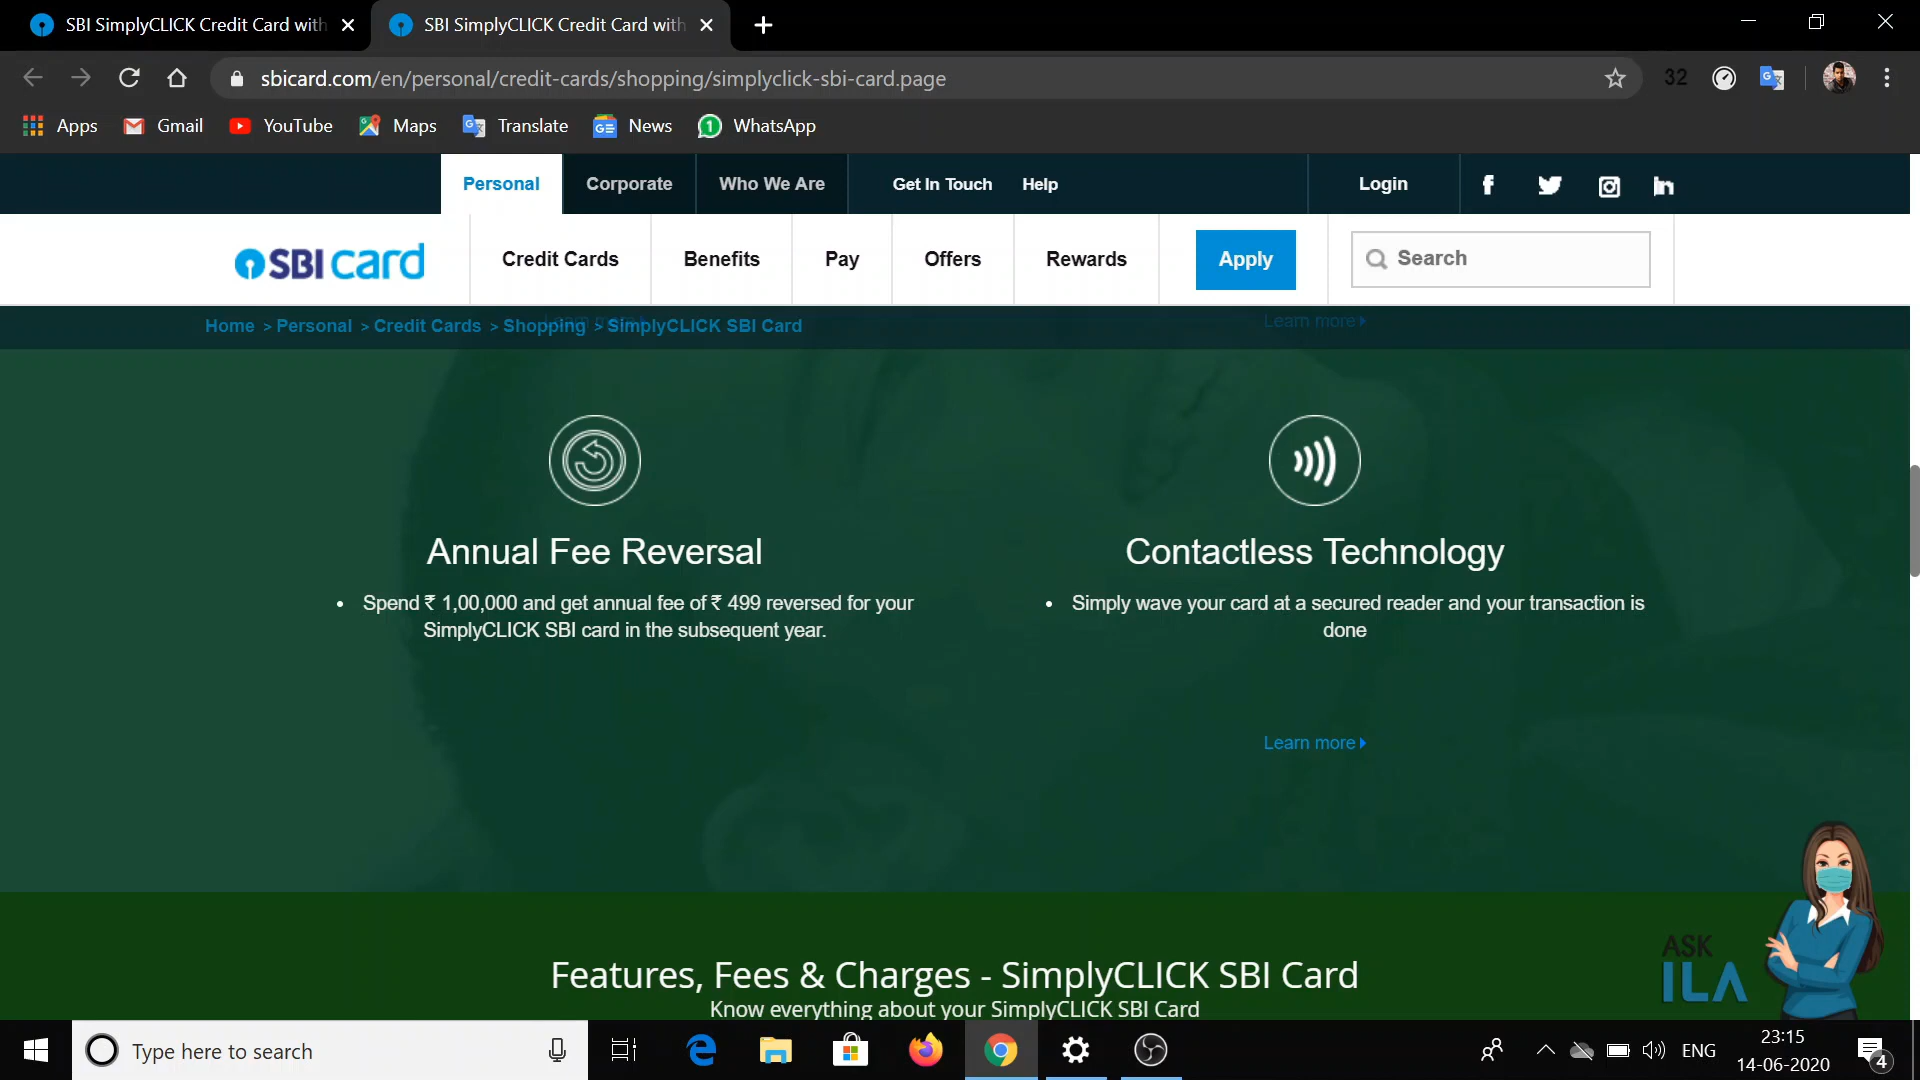 SBI SimplyCLICK Credit Card with
SBI SimplyCLICK Credit Card with
sbicard.com/en/personal/credit-cards/shopping/simplyclick-sbi-card.page
32
Apps
Gmail
YouTube
Maps
Translate
News
1
WhatsApp
Personal
Corporate
Who We Are
Get In Touch
Help
Login
SBI card
Credit Cards
Benefits
Pay
Offers
Rewards
Apply
Search
Home > Personal > Credit Cards > Shopping > SimplyCLICK SBI Card
Learn more
Annual Fee Reversal
• Spend ₹ 1,00,000 and get annual fee of ₹ 499 reversed for your
SimplyCLICK SBI card in the subsequent year.
Contactless Technology
• Simply wave your card at a secured reader and your transaction is
done
Learn more
ASK
ILA
Features, Fees & Charges - SimplyCLICK SBI Card
Know everything about your SimplyCLICK SBI Card
Type here to search
ENG
23:15
14-06-2020
4